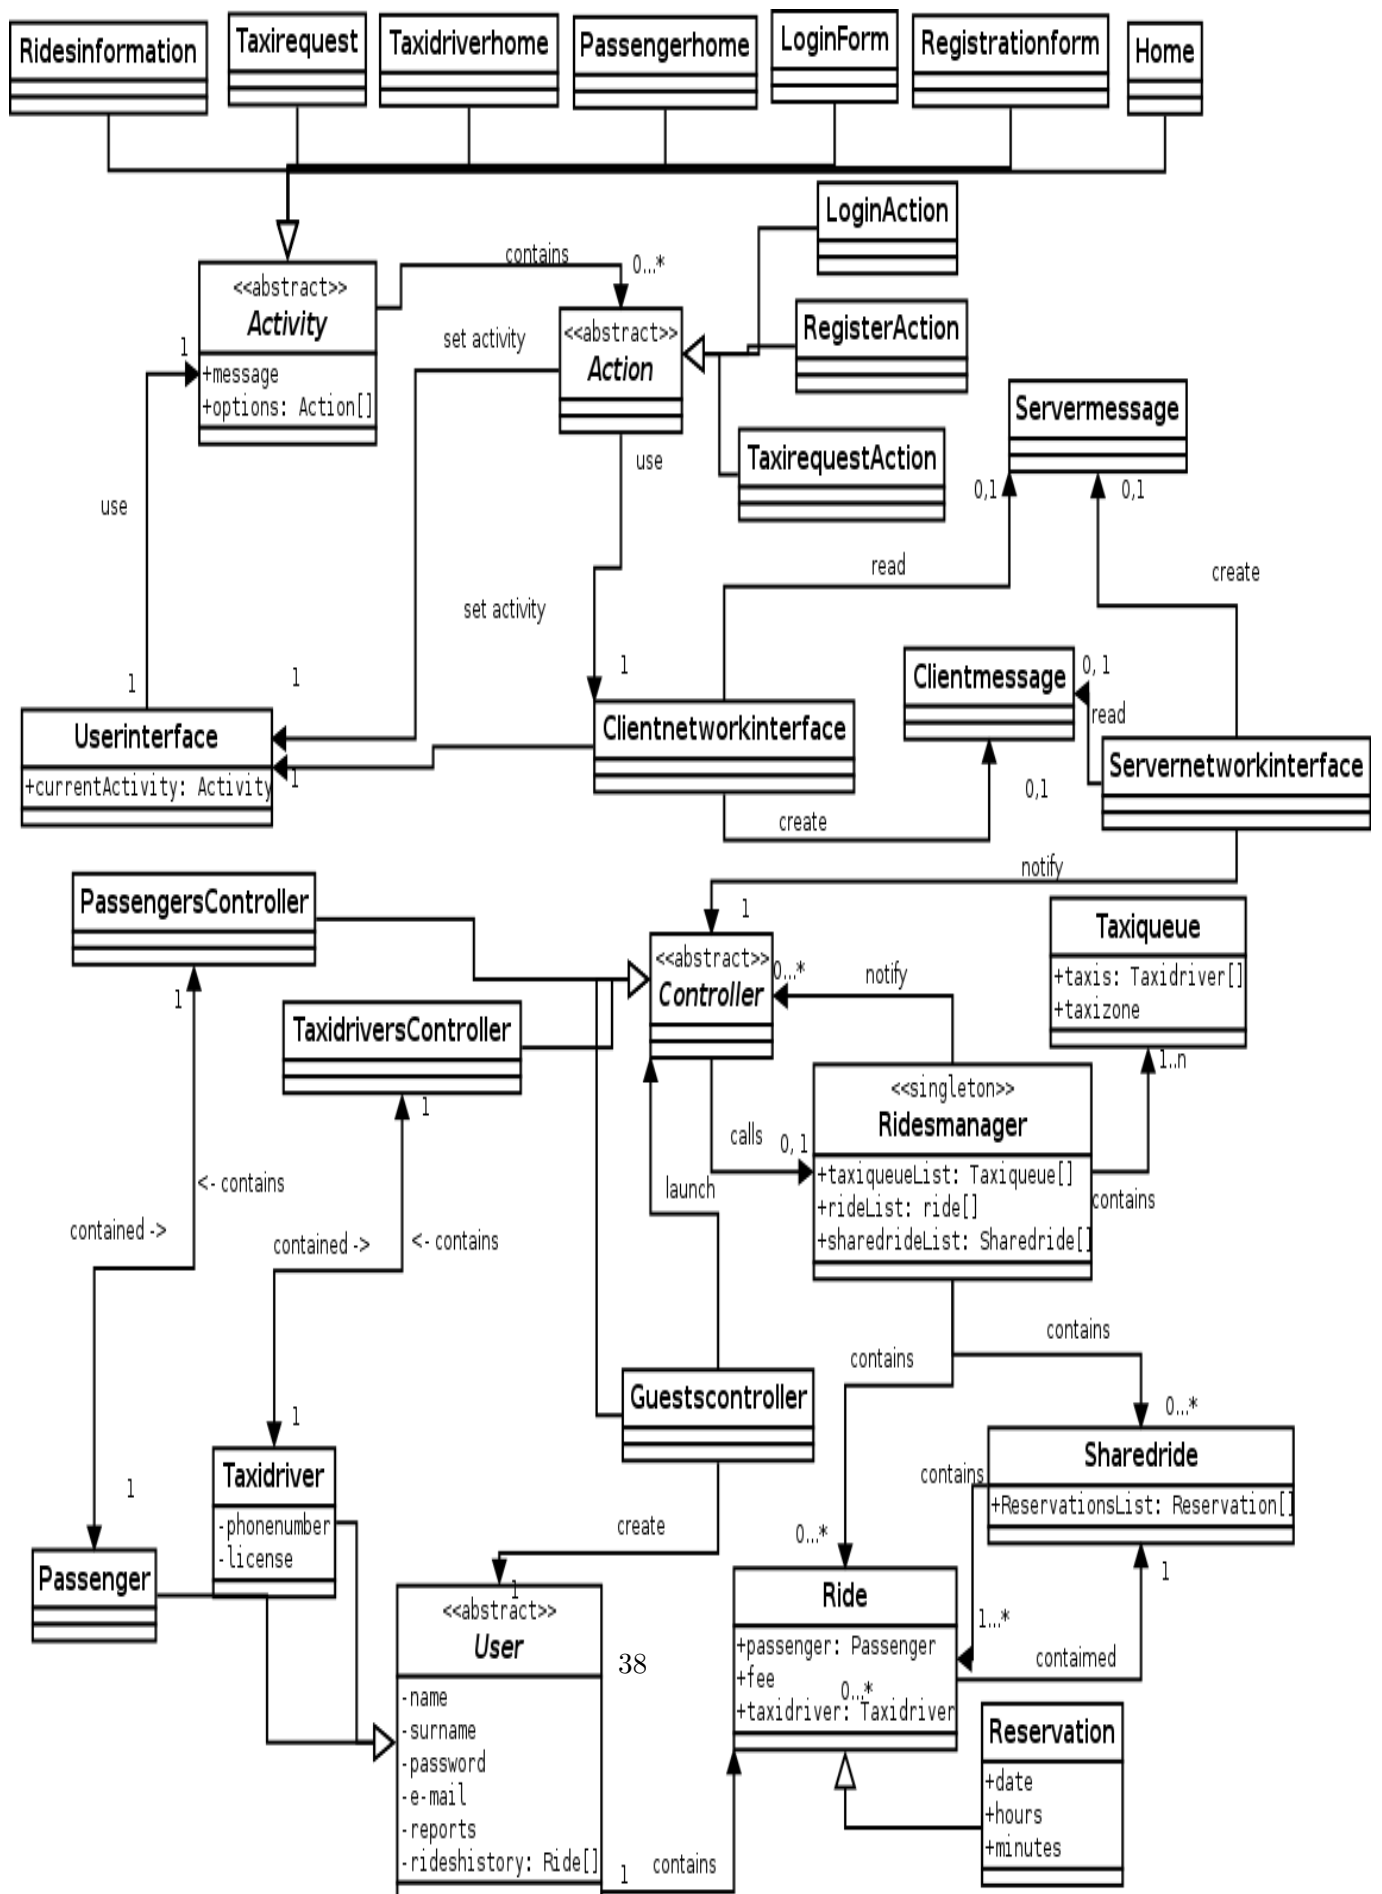 Ridesinformation
Taxirequest
Taxidriverhome
Passengerhome
LoginForm
Registrationform
Home
LoginAction
contains
0...*
<<abstract>>
Activity
+message
+options: Action[]
1
set activity
<<abstract>>
Action
RegisterAction
TaxirequestAction
Servermessage
use
use
0,1
0,1
read
create
set activity
1
1
1
Clientmessage
0, 1
read
Userinterface
+currentActivity: Activity
1
Clientnetworkinterface
Servernetworkinterface
0,1
create
notify
PassengersController
1
1
<<abstract>>
Controller
0...*
notify
Taxiqueue
+taxis: Taxidriver[]
+taxizone
1..n
TaxidriversController
1
<<singleton>>
Ridesmanager
+taxiqueueList: Taxiqueue[]
+rideList: ride[]
+sharedrideList: Sharedride[]
calls
0, 1
contains
launch
<- contains
contained ->
<- contains
contained ->
contains
contains
Guestscontroller
0...*
1
1
Taxidriver
-phonenumber
-license
Sharedride
+ReservationsList: Reservation[]
contains
create
0...*
Passenger
1
<<abstract>>
User
-name
-surname
-password
-e-mail
-reports
-rideshistory: Ride[]
38
Ride
+passenger: Passenger
+fee
0...*
+taxidriver: Taxidriver
1
1...*
contaimed
Reservation
+date
+hours
+minutes
1
contains